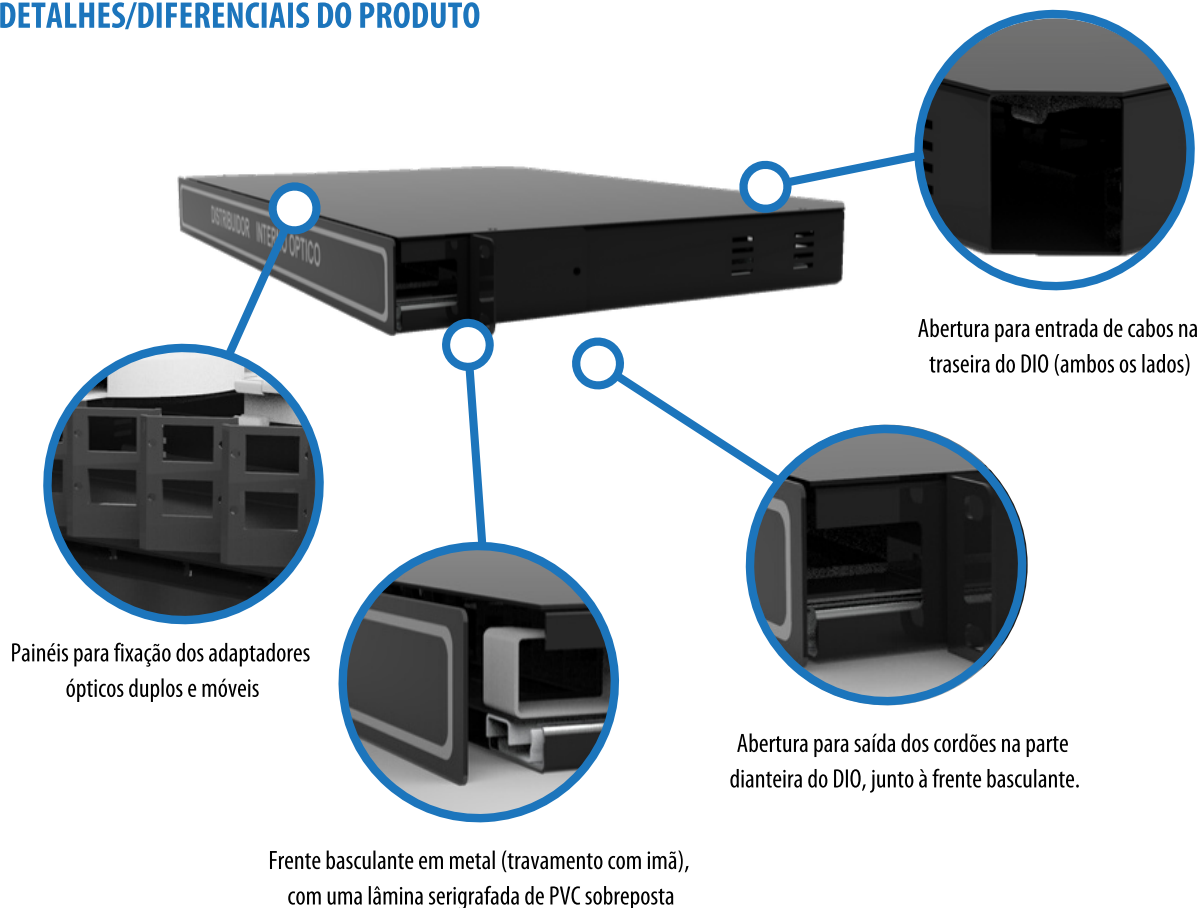 DETALHES/DIFERENCIAIS DO PRODUTO
DISTRIBUIDOR INTERNO OPTICO
Abertura para entrada de cabos na
traseira do DIO (ambos os lados)
Painéis para fixação dos adaptadores
ópticos duplos e móveis
Abertura para saída dos cordões na parte
dianteira do DIO, junto à frente basculante.
Frente basculante em metal (travamento com imã),
com uma lâmina serigrafada de PVC sobreposta